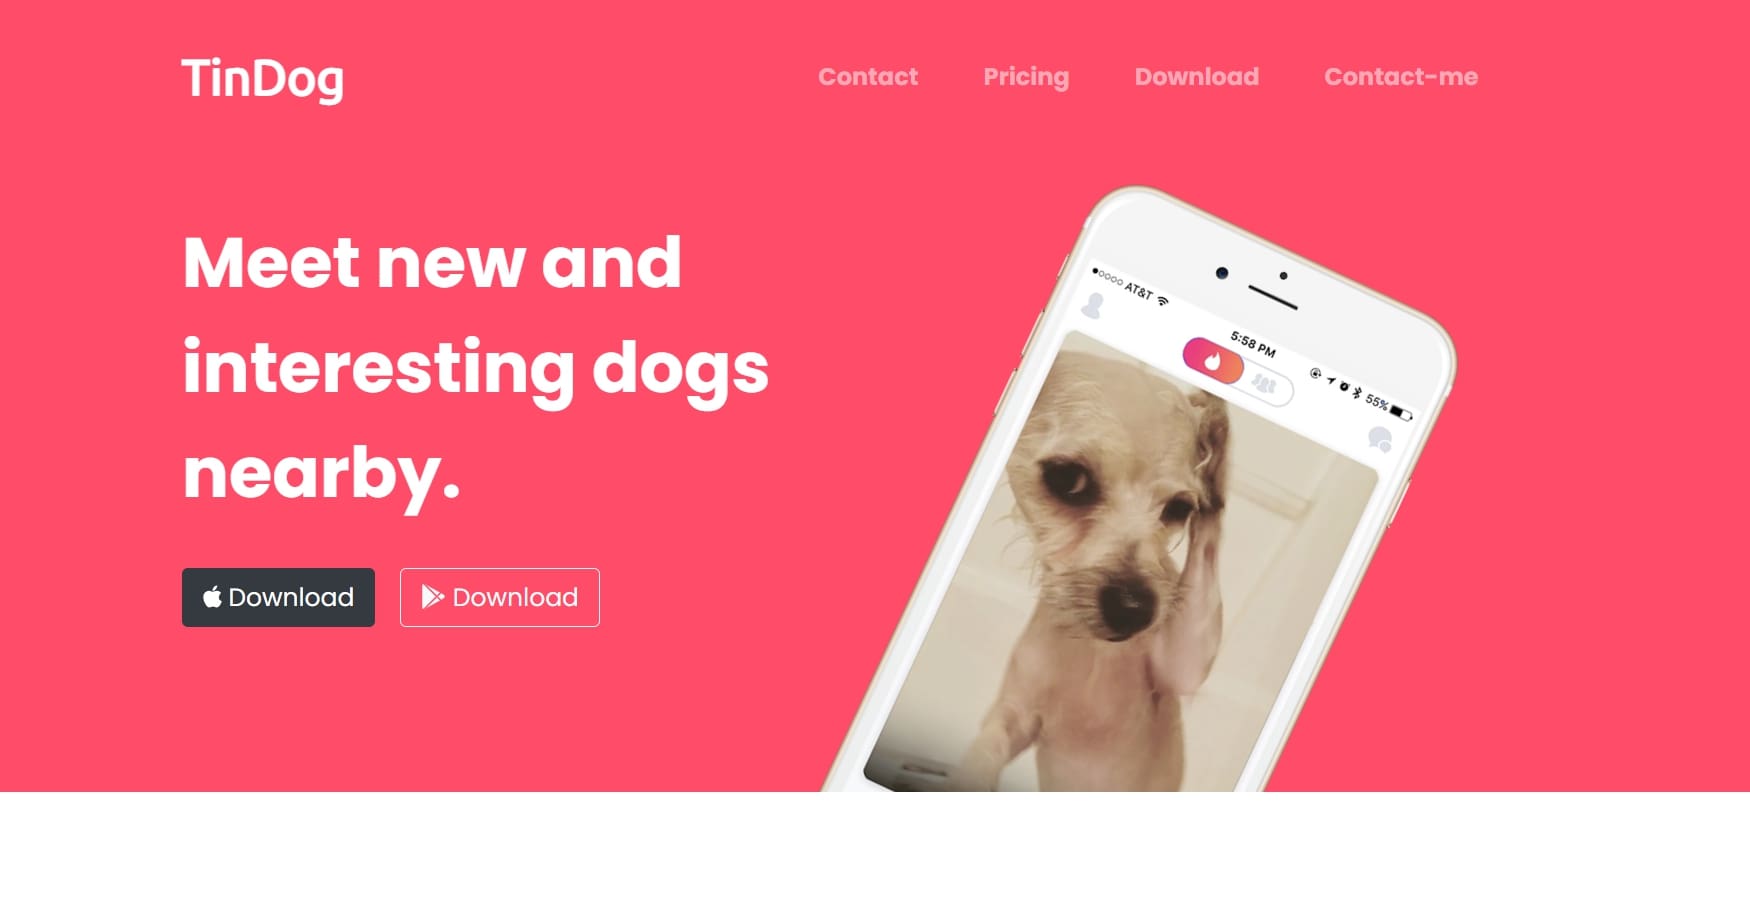 TinDog
Contact Pricing Download Contact-me
Meet new and
interesting dogs
nearby.
Download Download
AT&T
5:58 PM
55%